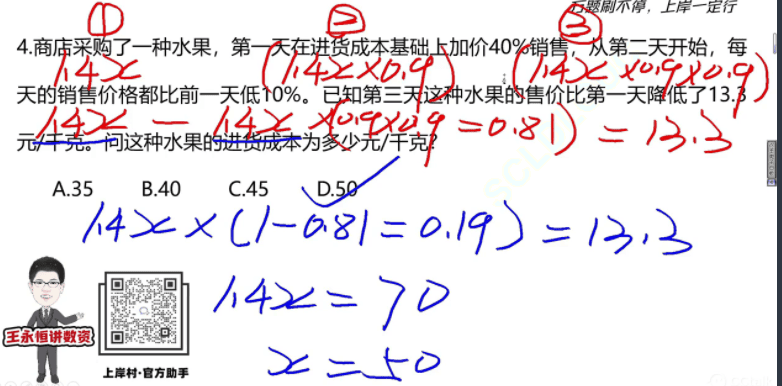 万题刷不停，上岸一定行
① ② ③
4.商店采购了一种水果，第一天在进货成本基础上加价40%销售，从第二天开始，每
1.4x (1.4x×0.9) (1.4x×0.9×0.9)
天的销售价格都比前一天低10%。已知第三天这种水果的售价比第一天降低了13.3
1.4x - 1.4x×(0.9×0.9=0.81)=13.3
元/千克。问这种水果的进货成本为多少元/千克?
A.35 B.40 C.45 D.50
1.4x×(1-0.81=0.19)=13.3
1.4x=70
x=50
王永恒讲数资
上岸村·官方助手